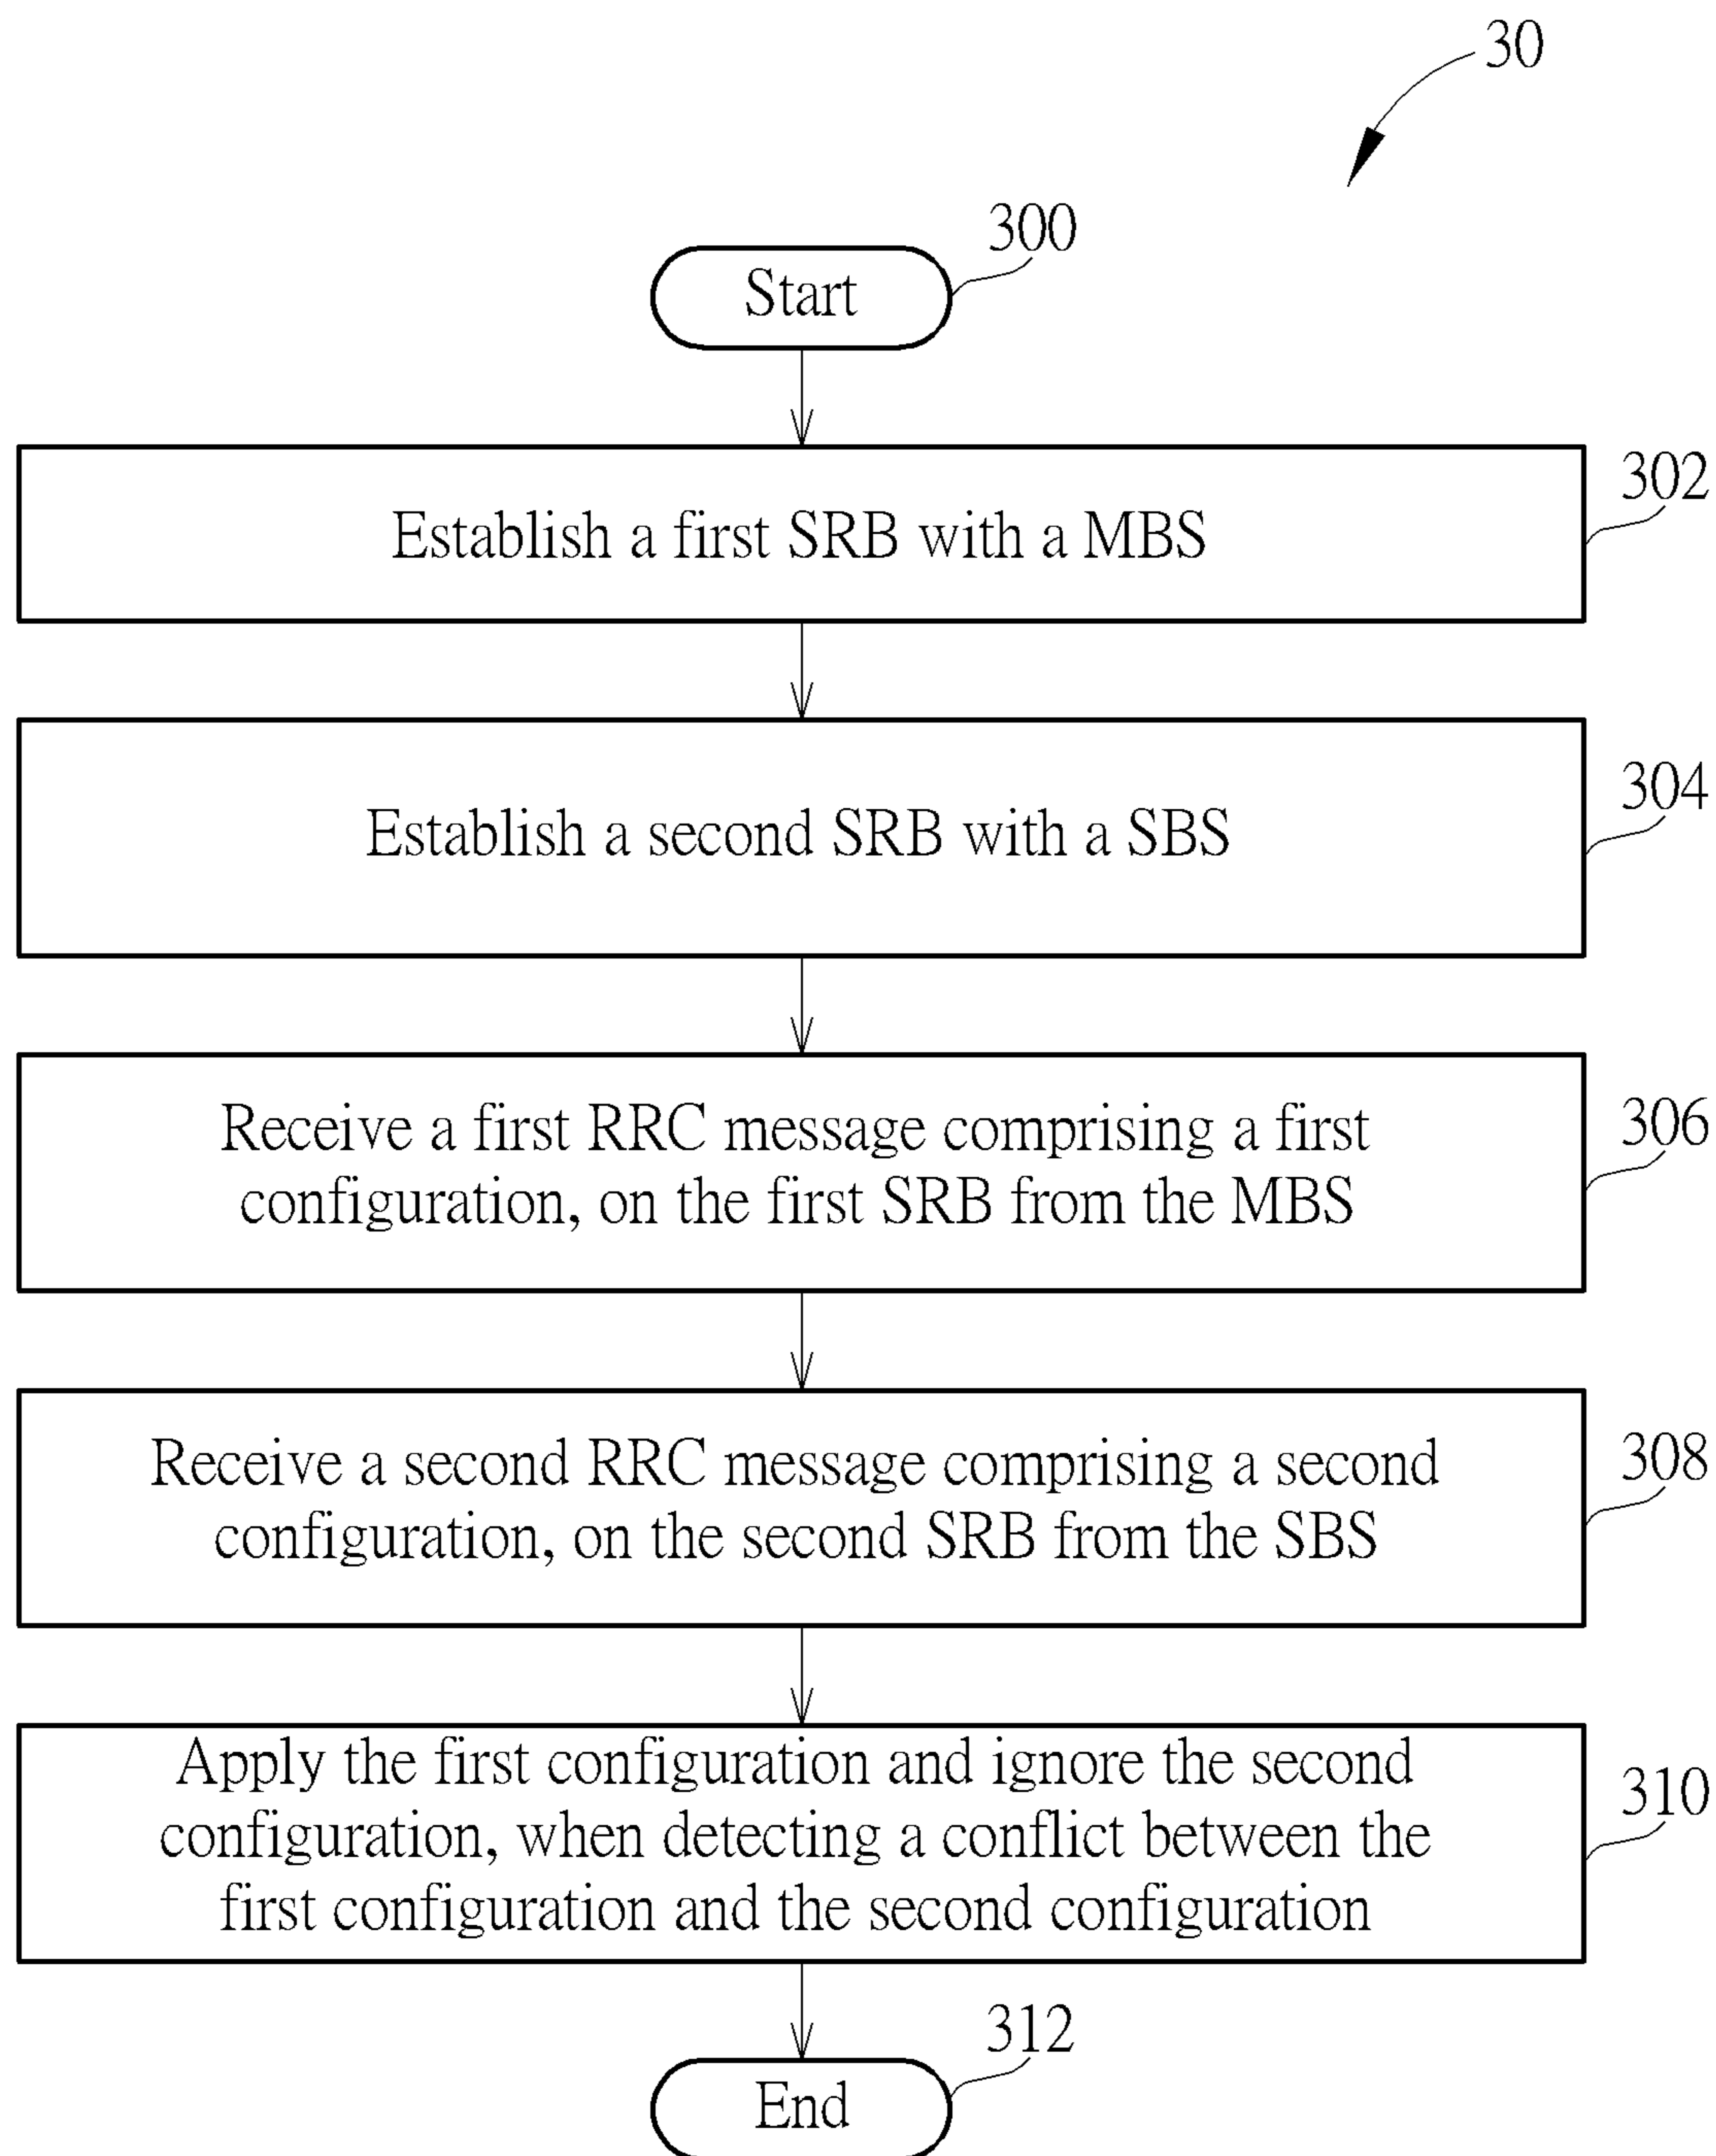 30
300
Start
302
Establish a first SRB with a MBS
304
Establish a second SRB with a SBS
306
Receive a first RRC message comprising a first
configuration, on the first SRB from the MBS
308
Receive a second RRC message comprising a second
configuration, on the second SRB from the SBS
310
Apply the first configuration and ignore the second
configuration, when detecting a conflict between the
first configuration and the second configuration
312
End